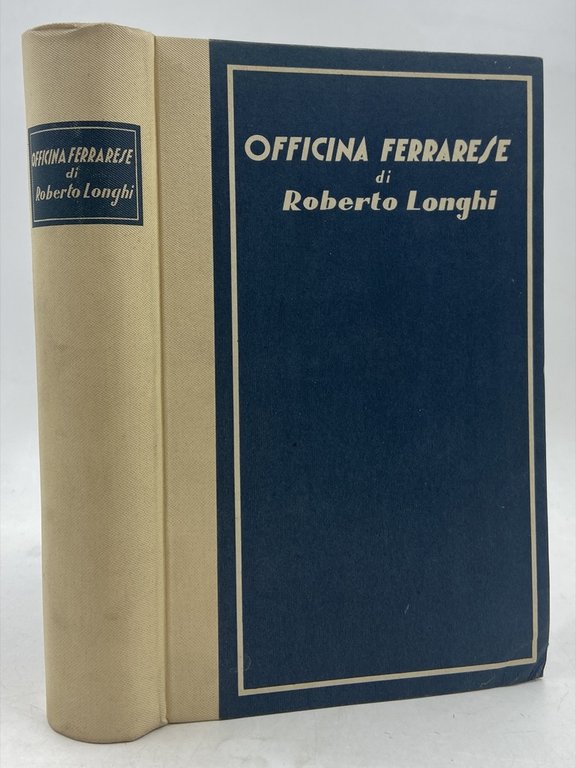 OFFICINA FERRARESE
di
Roberto Longhi
OFFICINA FERRARESE
di
Roberto Longhi